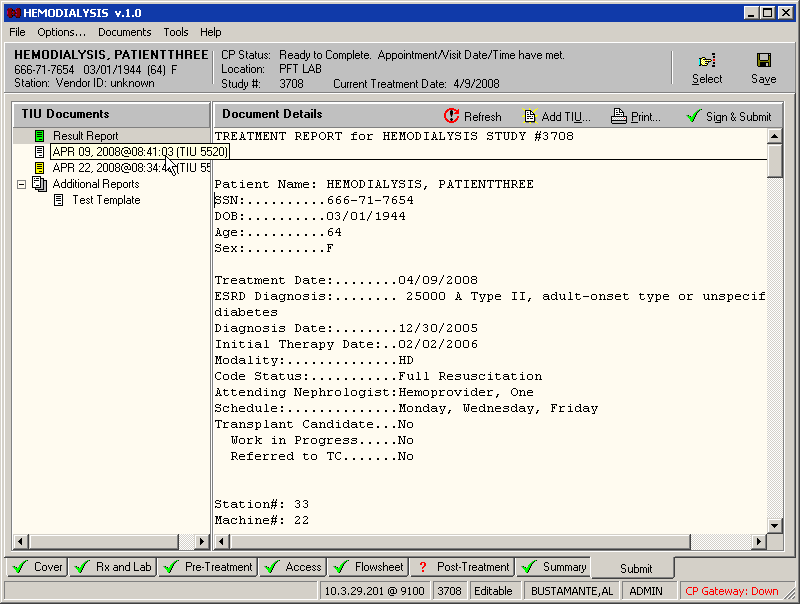 HEMODIALYSIS v.1.0
File Options... Documents Tools Help
HEMODIALYSIS, PATIENTTHREE
666-71-7654 03/01/1944 (64) F
Station: Vendor ID: unknown
CP Status: Ready to Complete. Appointment/Visit Date/Time have met.
Location: PFT LAB
Study #: 3708 Current Treatment Date: 4/9/2008
Select
Save
TIU Documents
Result Report
APR 09, 2008@08:41:03 (TIU 5520)
APR 22, 2008@08:34:44 (TIU 55
Additional Reports
Test Template
Document Details
Refresh
Add TIU...
Print...
Sign & Submit
TREATMENT REPORT for HEMODIALYSIS STUDY #3708
Patient Name: HEMODIALYSIS, PATIENTTHREE
SSN:..........666-71-7654
DOB:..........03/01/1944
Age:..........64
Sex:..........F
Treatment Date:........04/09/2008
ESRD Diagnosis:........ 25000 A Type II, adult-onset type or unspecif
diabetes
Diagnosis Date:........12/30/2005
Initial Therapy Date:..02/02/2006
Modality:..............HD
Code Status:...........Full Resuscitation
Attending Nephrologist:Hemoprovider, One
Schedule:..............Monday, Wednesday, Friday
Transplant Candidate...No
Work in Progress.....No
Referred to TC.......No
Station#: 33
Machine#: 22
Cover
Rx and Lab
Pre-Treatment
Access
Flowsheet
? Post-Treatment
Summary
Submit
10.3.29.201 @ 9100
3708
Editable
BUSTAMANTE,AL
ADMIN
CP Gateway: Down